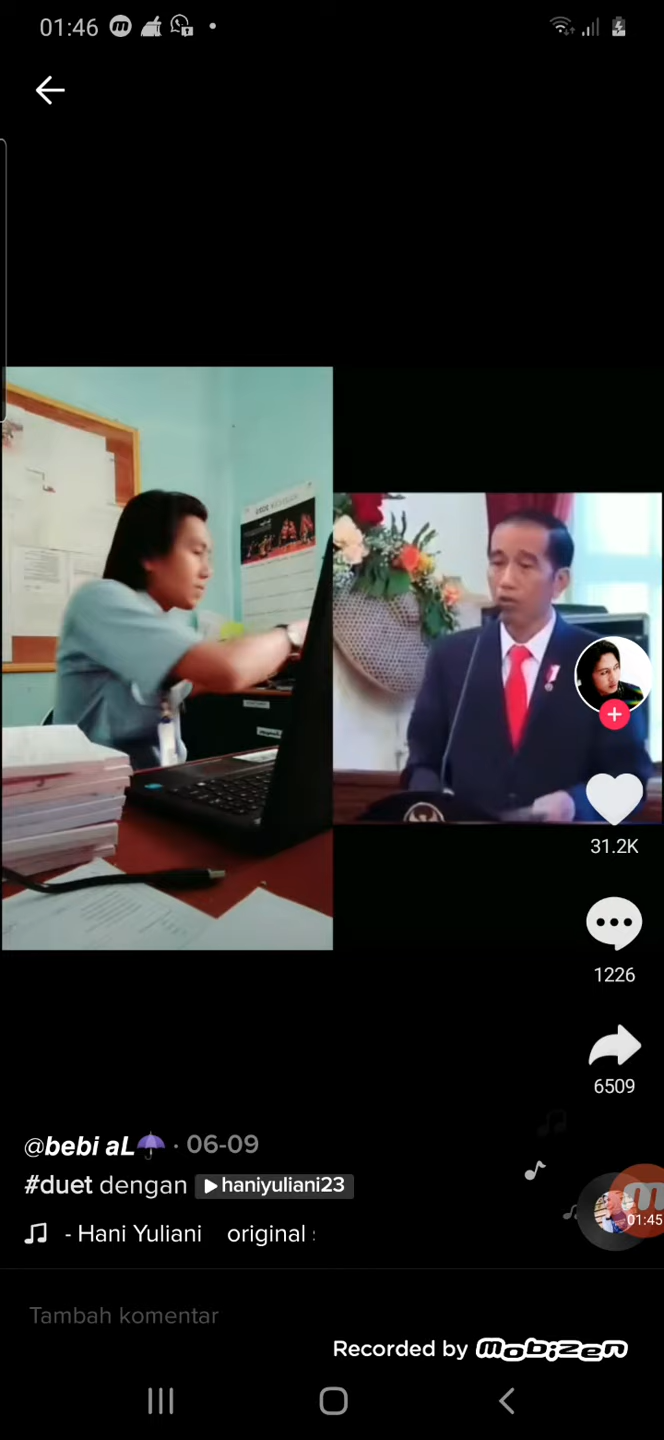 01:46
31.2K
1226
6509
@bebi aL☂ · 06-09
#duet dengan ▶haniyuliani23
- Hani Yuliani original
01:45
Tambah komentar
Recorded by mobizen